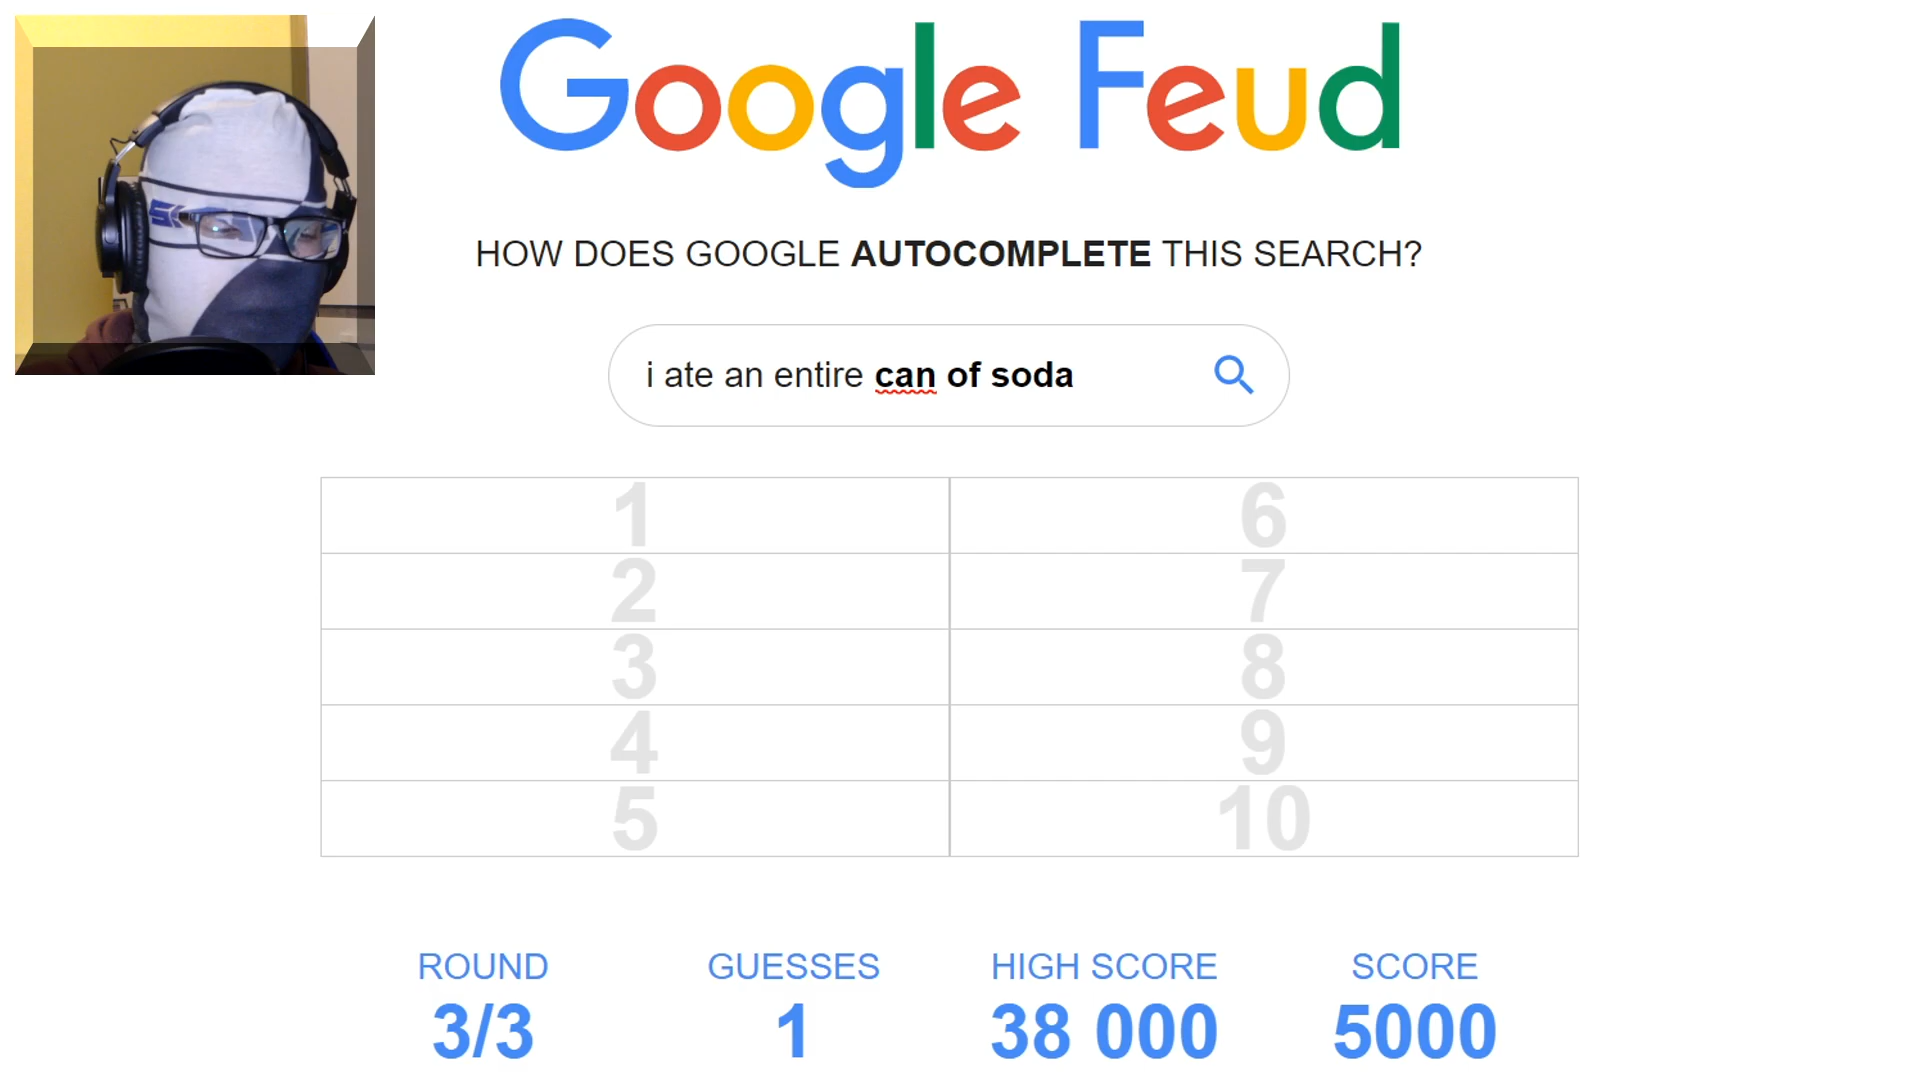 Google Feud
HOW DOES GOOGLE AUTOCOMPLETE THIS SEARCH?
i ate an entire can of soda
1
2
3
4
5
6
7
8
9
10
ROUND
3/3
GUESSES
1
HIGH SCORE
38 000
SCORE
5000